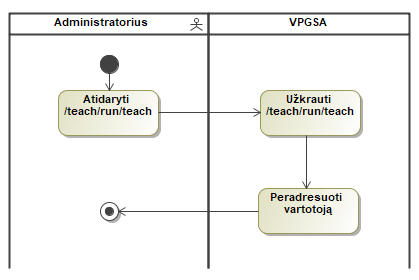 Administratorius
VPGSA
Atidaryti
/teach/run/teach
Užkrauti
/teach/run/teach
Peradresuoti
vartotoją